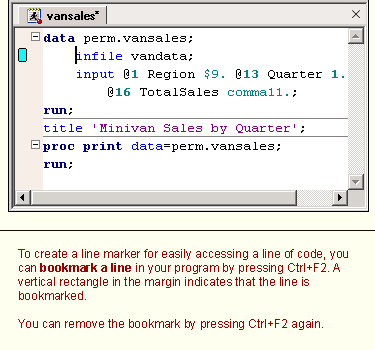 vansales*
data perm.vansales;
infile vandata;
input @1 Region $9. @13 Quarter 1.
@16 TotalSales comma11.;
run;
title 'Minivan Sales by Quarter';
proc print data=perm.vansales;
run;
To create a line marker for easily accessing a line of code, you
can bookmark a line in your program by pressing Ctrl+F2. A
vertical rectangle in the margin indicates that the line is
bookmarked.
You can remove the bookmark by pressing Ctrl+F2 again.